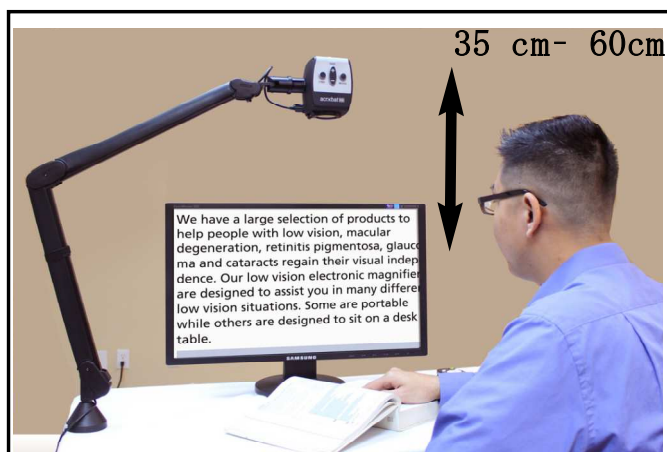 35 cm- 60cm
acrobat
We have a large selection of products to
help people with low vision, macular
degeneration, retinitis pigmentosa, glauco
ma and cataracts regain their visual indep
dence. Our low vision electronic magnifier
are designed to assist you in many differen
low vision situations. Some are portable
while others are designed to sit on a desk
table.
SAMSUNG